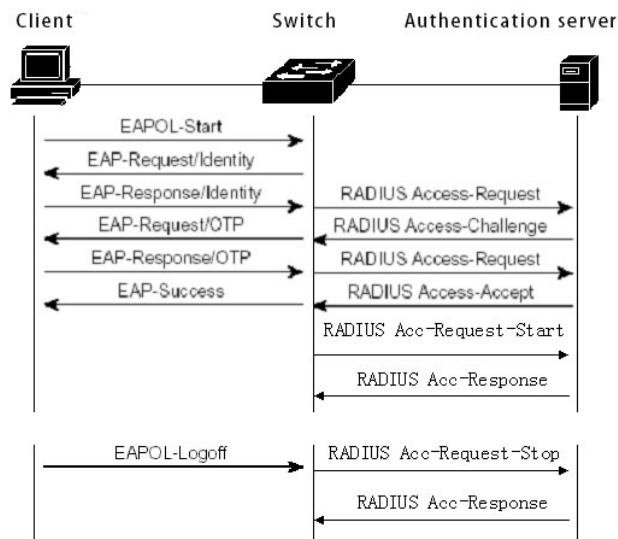 Client Switch Authentication server
EAPOL-Start
EAP-Request/Identity
EAP-Response/Identity RADIUS Access-Request
EAP-Request/OTP RADIUS Access-Challenge
EAP-Response/OTP RADIUS Access-Request
EAP-Success RADIUS Access-Accept
RADIUS Acc-Request-Start
RADIUS Acc-Response
EAPOL-Logoff RADIUS Acc-Request-Stop
RADIUS Acc-Response